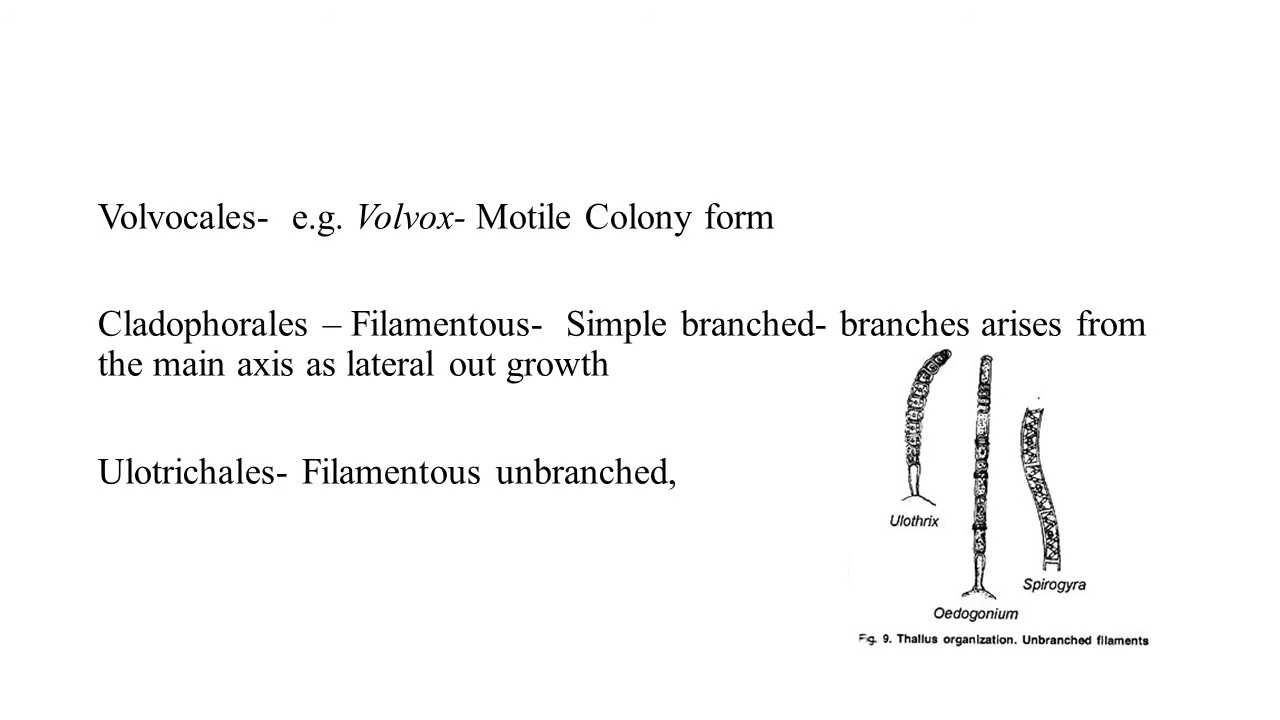 Volvocales-  e.g. Volvox- Motile Colony form
Cladophorales – Filamentous-  Simple branched- branches arises from
the main axis as lateral out growth
Ulotrichales- Filamentous unbranched,
Ulothrix
Spirogyra
Oedogonium
Fig. 9. Thallus organization. Unbranched filaments